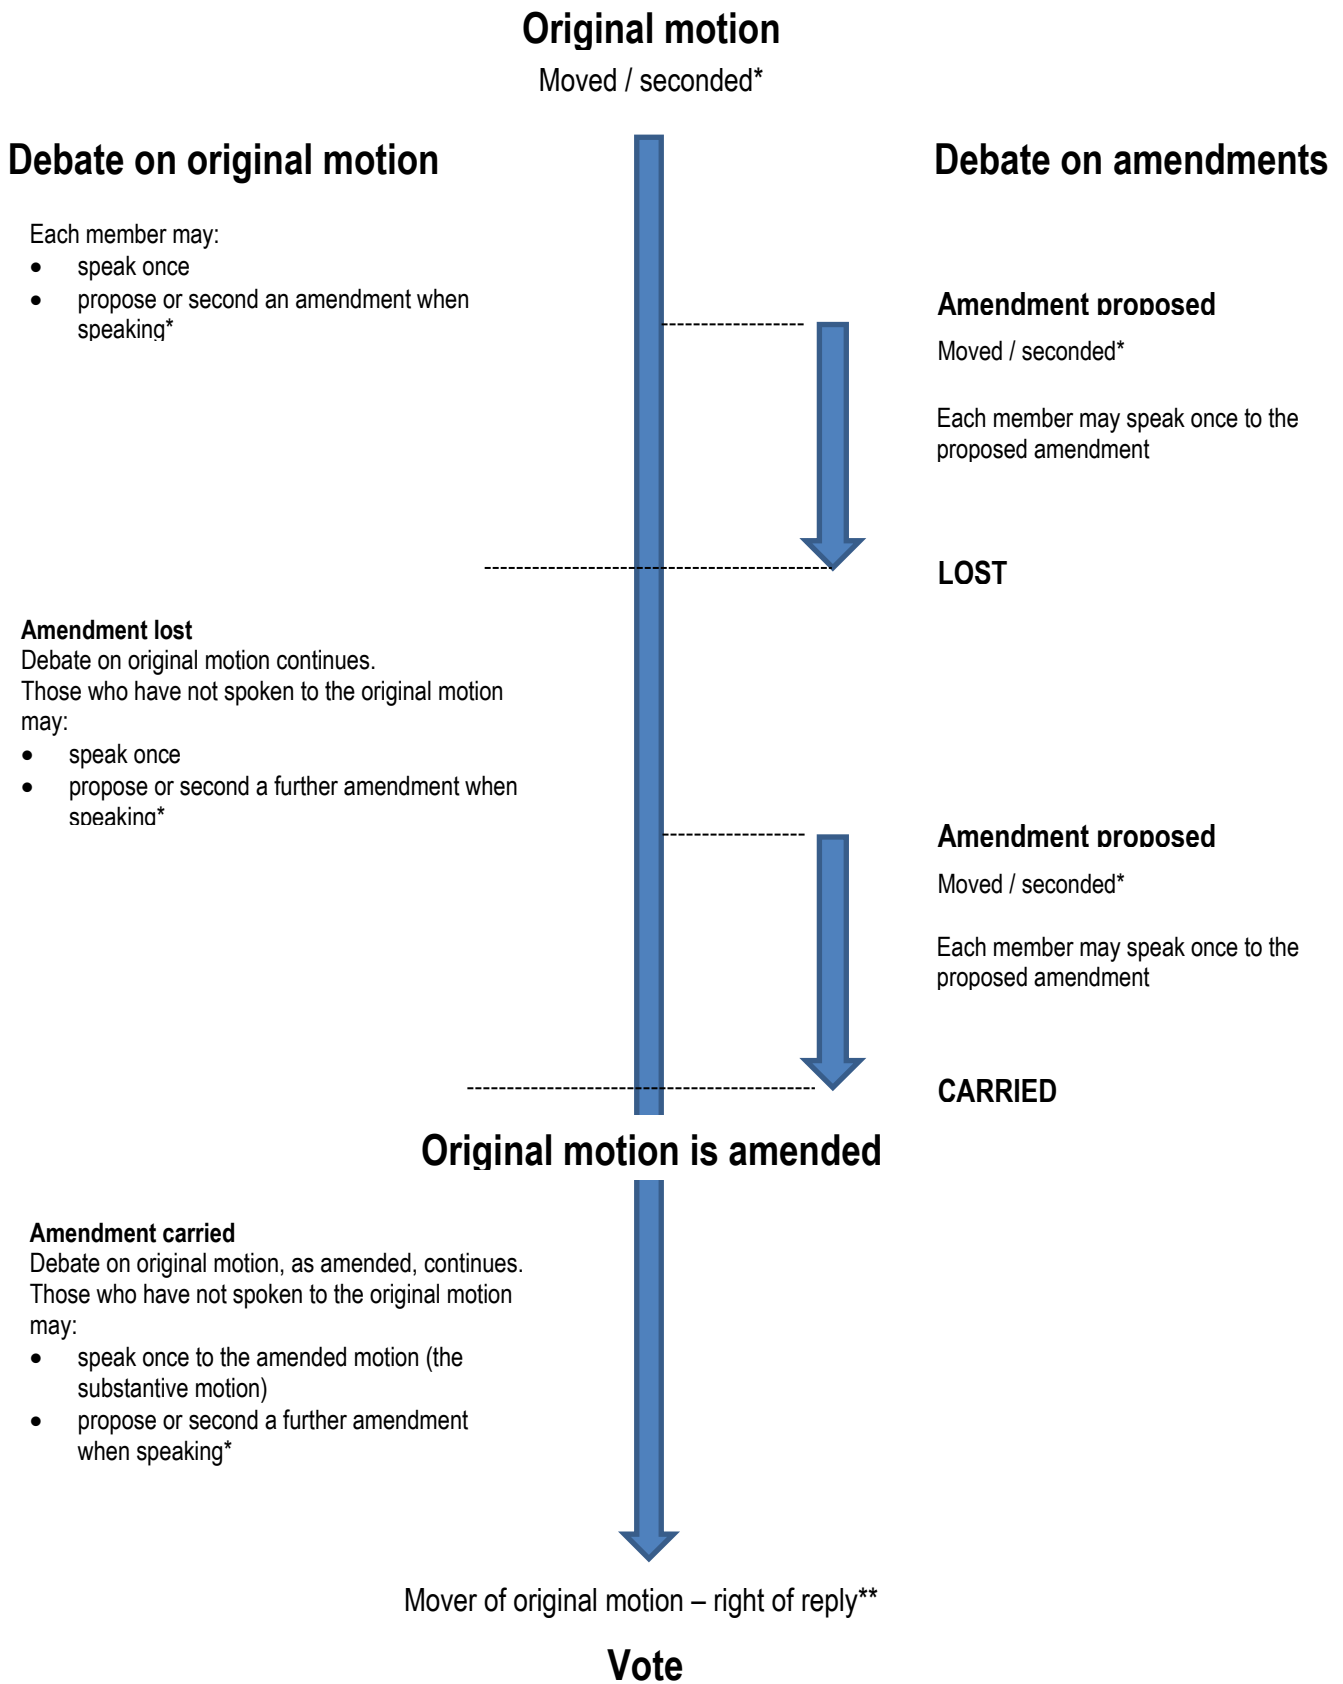 Original motion
Moved / seconded*
Debate on original motion
Debate on amendments
Each member may:
• speak once
• propose or second an amendment when
speaking*
Amendment proposed
Moved / seconded*
Each member may speak once to the
proposed amendment
LOST
Amendment lost
Debate on original motion continues.
Those who have not spoken to the original motion
may:
• speak once
• propose or second a further amendment when
speaking*
Amendment proposed
Moved / seconded*
Each member may speak once to the
proposed amendment
CARRIED
Original motion is amended
Amendment carried
Debate on original motion, as amended, continues.
Those who have not spoken to the original motion
may:
• speak once to the amended motion (the
substantive motion)
• propose or second a further amendment
when speaking*
Mover of original motion – right of reply**
Vote